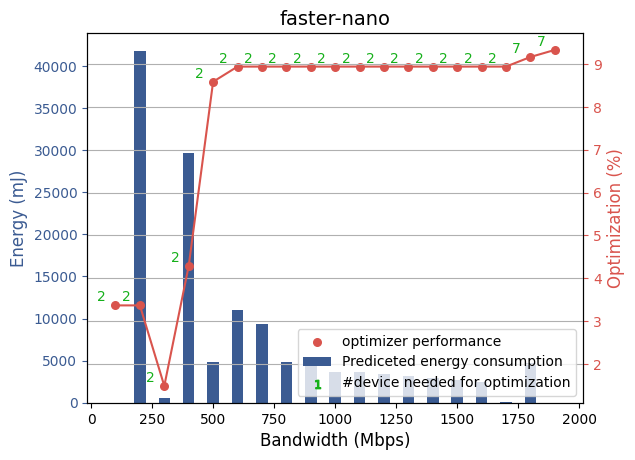 faster-nano
40000
35000
30000
25000
20000
15000
10000
5000
0
Energy (mJ)
2 2 2 2 2 2 2 2 2 2 2 2 2 2 2 2 2 7 7
9
8
7
6
5
4
3
2
Optimization (%)
optimizer performance
Prediceted energy consumption
1 #device needed for optimization
0 250 500 750 1000 1250 1500 1750 2000
Bandwidth (Mbps)